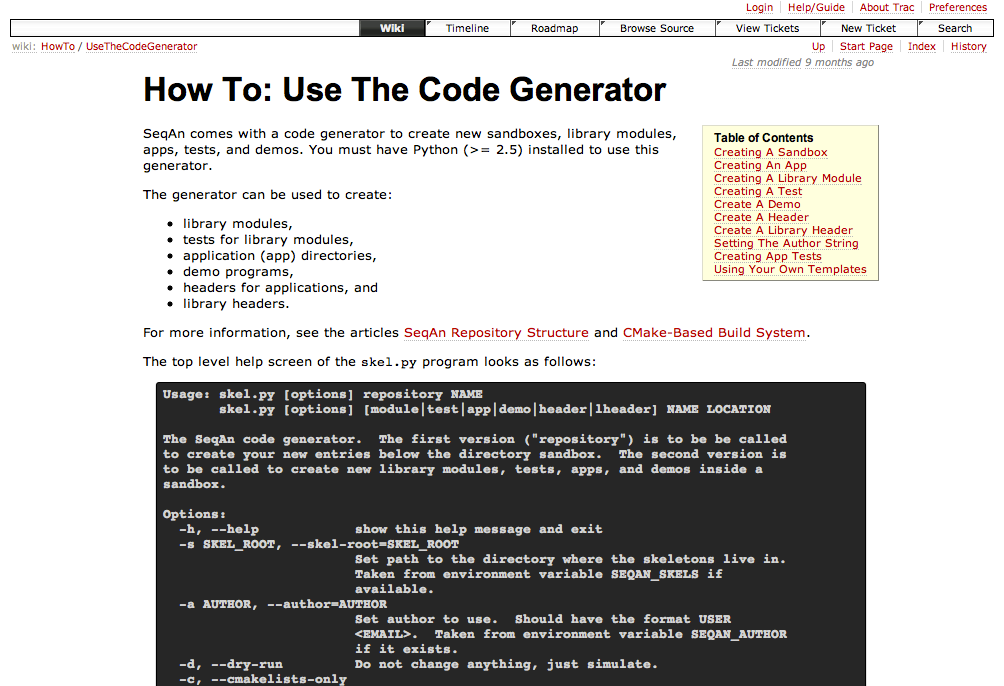 Login Help/Guide About Trac Preferences
Wiki Timeline Roadmap Browse Source View Tickets New Ticket Search
wiki: HowTo / UseTheCodeGenerator Up Start Page Index History
Last modified 9 months ago
How To: Use The Code Generator
SeqAn comes with a code generator to create new sandboxes, library modules,
apps, tests, and demos. You must have Python (>= 2.5) installed to use this
generator.
Table of Contents
Creating A Sandbox
Creating An App
Creating A Library Module
Creating A Test
Create A Demo
Create A Header
Create A Library Header
Setting The Author String
Creating App Tests
Using Your Own Templates
The generator can be used to create:
• library modules,
• tests for library modules,
• application (app) directories,
• demo programs,
• headers for applications, and
• library headers.
For more information, see the articles SeqAn Repository Structure and CMake-Based Build System.
The top level help screen of the skel.py program looks as follows:
Usage: skel.py [options] repository NAME
skel.py [options] [module|test|app|demo|header|lheader] NAME LOCATION
The SeqAn code generator.  The first version ("repository") is to be be called
to create your new entries below the directory sandbox.  The second version is
to be called to create new library modules, tests, apps, and demos inside a
sandbox.
Options:
-h, --help            show this help message and exit
-s SKEL_ROOT, --skel-root=SKEL_ROOT
Set path to the directory where the skeletons live in.
Taken from environment variable SEQAN_SKELS if
available.
-a AUTHOR, --author=AUTHOR
Set author to use.  Should have the format USER
<EMAIL>.  Taken from environment variable SEQAN_AUTHOR
if it exists.
-d, --dry-run         Do not change anything, just simulate.
-c, --cmakelists-only